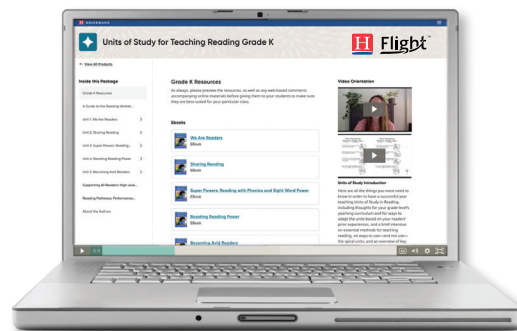 HEINEMANN
Units of Study for Teaching Reading Grade K
H Flight
← View All Products
Inside this Package
Grade K Resources
A Guide to the Reading Worksh...
Unit 1: We Are Readers
Unit 2: Sharing Reading
Unit 3: Super Powers: Reading...
Unit 4: Boosting Reading Power
Unit 5: Becoming Avid Readers
Supporting All Readers: High Leve...
Reading Pathways: Performance...
About the Authors
Grade K Resources
As always, please preview the resources, as well as any web-based comments
accompanying online materials before giving them to your students to make sure
they are best suited for your particular class.
Ebooks
We Are Readers
EBook
Sharing Reading
EBook
Super Powers: Reading with Phonics and Sight Word Power
EBook
Boosting Reading Power
EBook
Becoming Avid Readers
Video Orientation
Units of Study Introduction
Here are all the things you most need to
know in order to have a successful year
teaching Units of Study in Reading,
including thoughts for your grade level's
yearlong curriculum and for ways to
adapt the units based on your readers'
prior experiences, and a brief intensive
on essential methods for teaching
reading, on ways to use—and not use—
the spiral units, and an overview of key